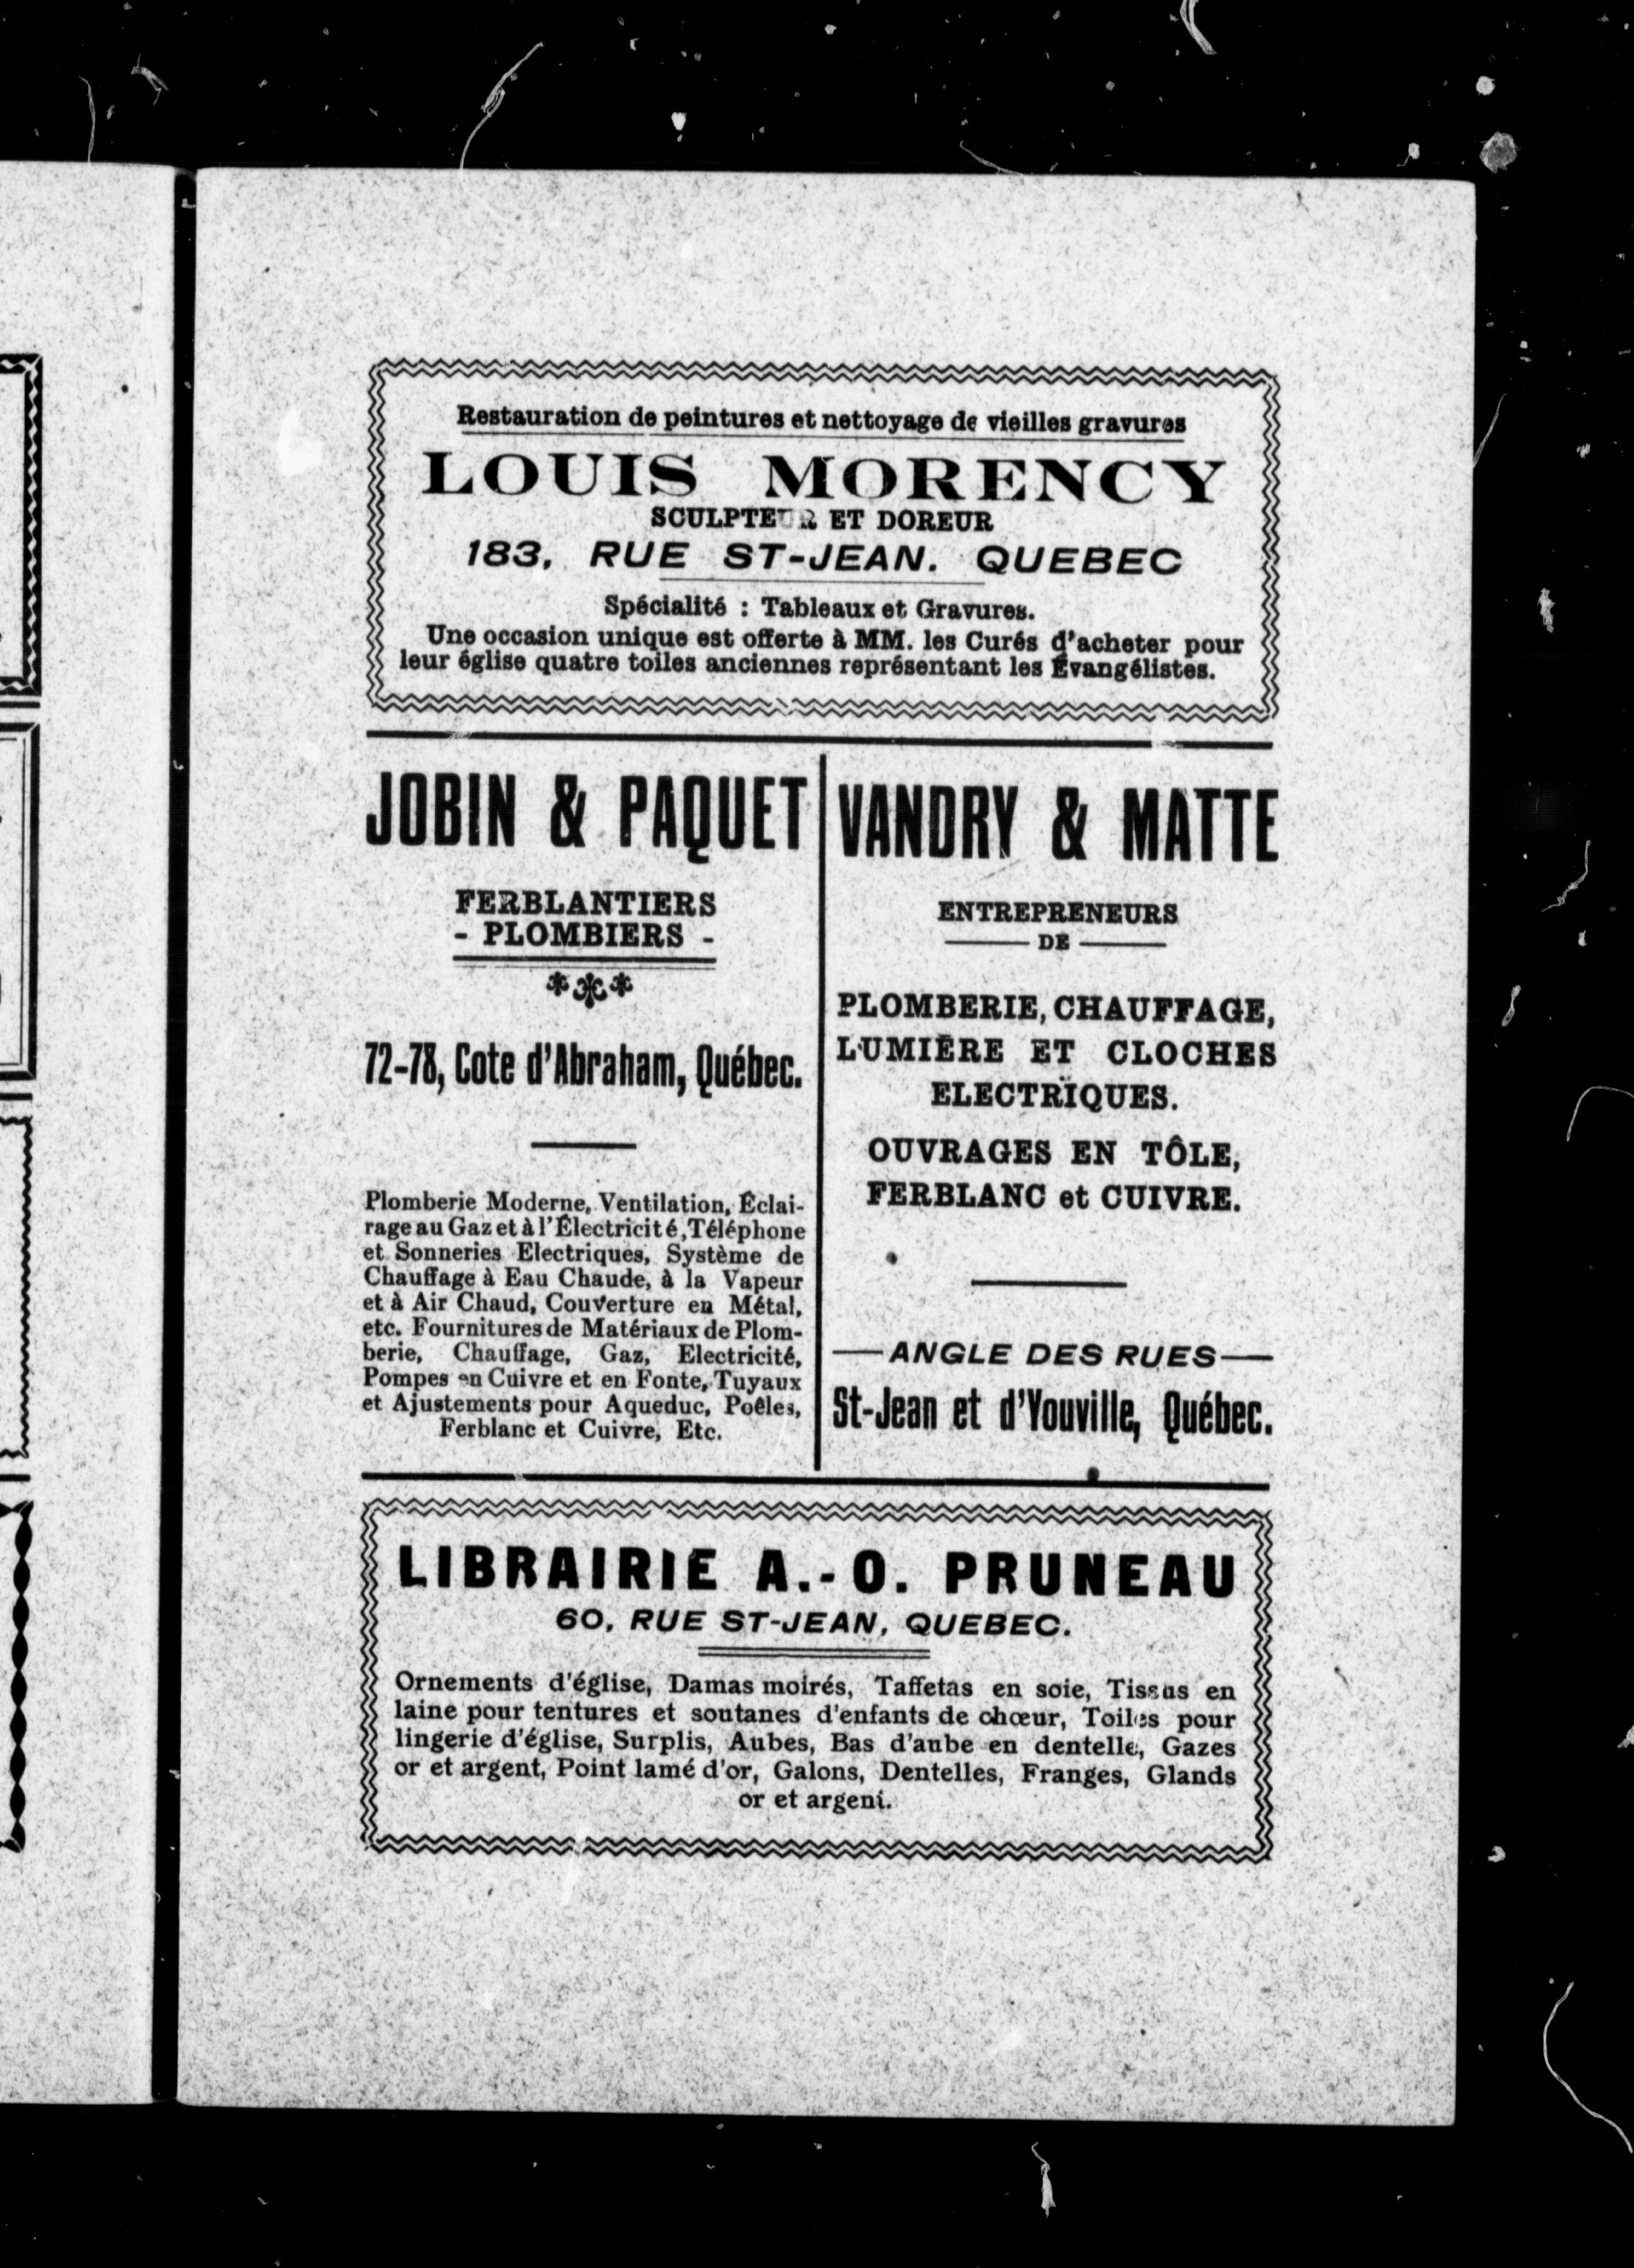 Restauration de peintures et nettoyage de vieilles gravures
LOUIS MORENCY
SCULPTEUR ET DOREUR
183, RUE ST-JEAN. QUEBEC
Spécialité : Tableaux et Gravures.
Une occasion unique est offerte à MM. les Curés d'acheter pour
leur église quatre toiles anciennes représentant les Évangélistes.
JOBIN & PAQUET
FERBLANTIERS
- PLOMBIERS -
72-78, Cote d'Abraham, Québec.
Plomberie Moderne, Ventilation, Éclai-
rage au Gaz et à l'Électricité, Téléphone
et Sonneries Electriques, Système de
Chauffage à Eau Chaude, à la Vapeur
et à Air Chaud, Couverture en Métal,
etc. Fournitures de Matériaux de Plom-
berie, Chauffage, Gaz, Electricité,
Pompes en Cuivre et en Fonte, Tuyaux
et Ajustements pour Aqueduc, Poêles,
Ferblanc et Cuivre, Etc.
VANDRY & MATTE
ENTREPRENEURS
DE
PLOMBERIE, CHAUFFAGE,
LUMIÈRE ET CLOCHES
ELECTRIQUES.
OUVRAGES EN TÔLE,
FERBLANC et CUIVRE.
—ANGLE DES RUES—
St-Jean et d'Youville, Québec.
LIBRAIRIE A.-O. PRUNEAU
60, RUE ST-JEAN, QUEBEC.
Ornements d'église, Damas moirés, Taffetas en soie, Tissus en
laine pour tentures et soutanes d'enfants de chœur, Toiles pour
lingerie d'église, Surplis, Aubes, Bas d'aube en dentelle, Gazes
or et argent, Point lamé d'or, Galons, Dentelles, Franges, Glands
or et argent.